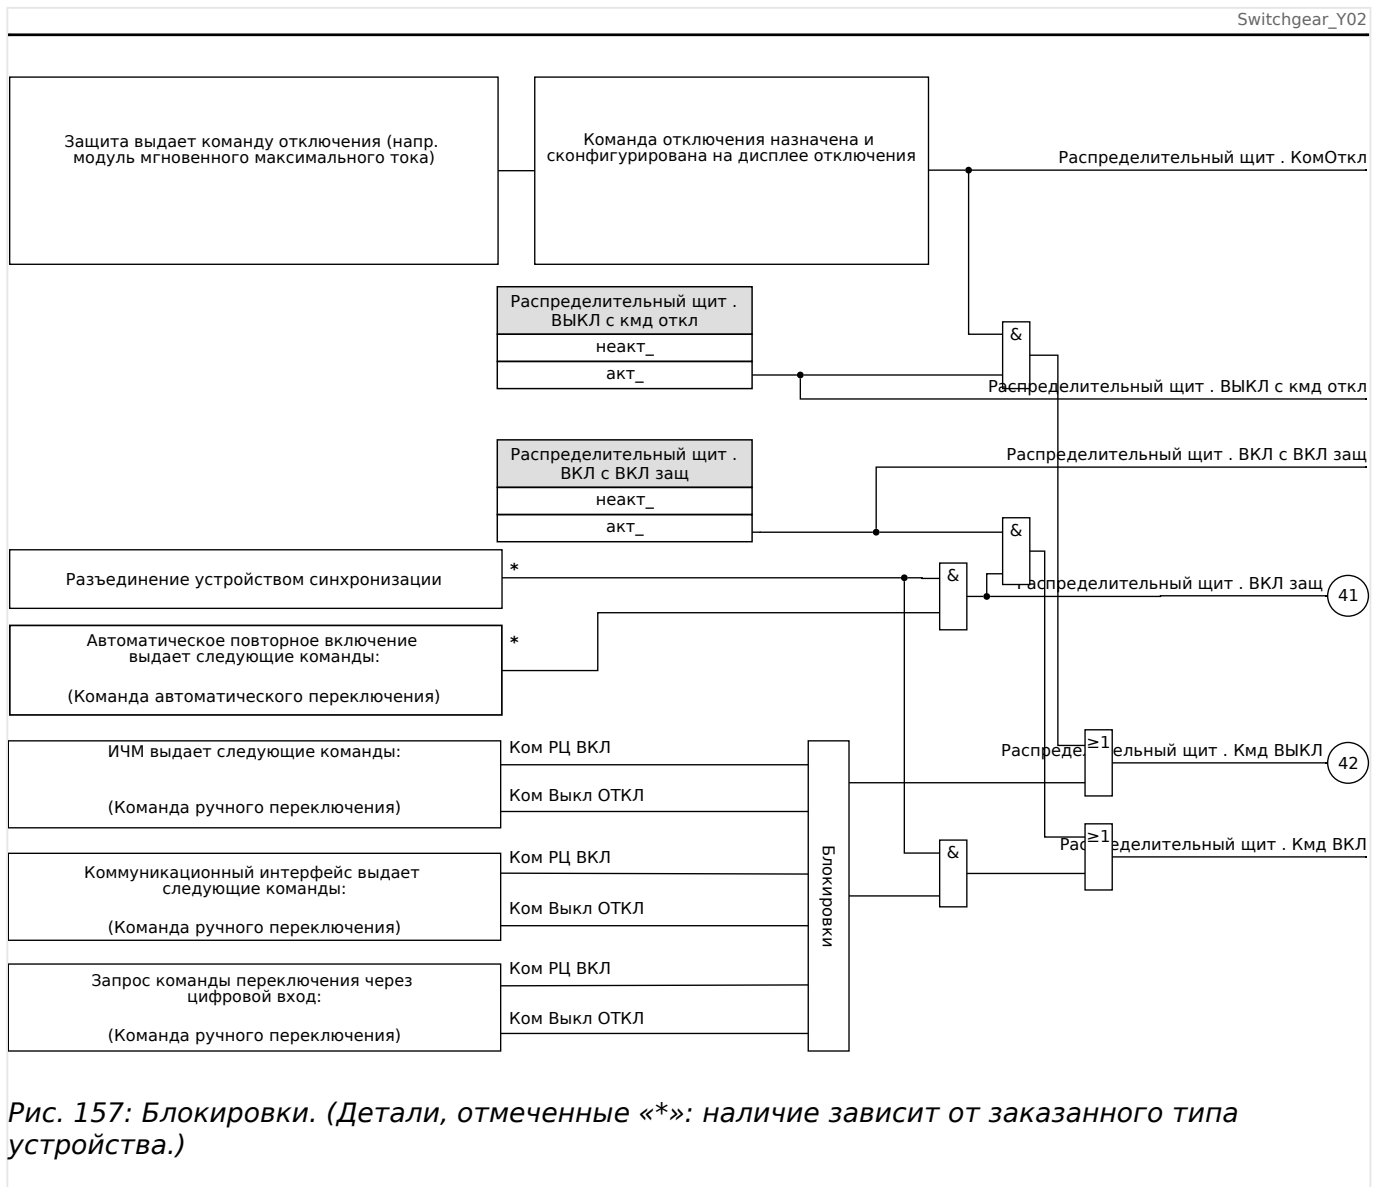 Switchgear_Y02
Защита выдает команду отключения (напр.
модуль мгновенного максимального тока)
Команда отключения назначена и
сконфигурирована на дисплее отключения
Распределительный щит . КомОткл
Распределительный щит .
ВЫКЛ с кмд откл
неакт_
акт_
&
Распределительный щит . ВЫКЛ с кмд откл
Распределительный щит .
ВКЛ с ВКЛ защ
неакт_
акт_
Распределительный щит . ВКЛ с ВКЛ защ
&
Разъединение устройством синхронизации
*
&
Распределительный щит . ВКЛ защ
41
Автоматическое повторное включение
выдает следующие команды:
(Команда автоматического переключения)
*
ИЧМ выдает следующие команды:
(Команда ручного переключения)
Ком РЦ ВКЛ
Ком Выкл ОТКЛ
≥1
Распределительный щит . Кмд ВЫКЛ
42
Блокировки
Коммуникационный интерфейс выдает
следующие команды:
(Команда ручного переключения)
Ком РЦ ВКЛ
Ком Выкл ОТКЛ
&
≥1
Распределительный щит . Кмд ВКЛ
Запрос команды переключения через
цифровой вход:
(Команда ручного переключения)
Ком РЦ ВКЛ
Ком Выкл ОТКЛ
Рис. 157: Блокировки. (Детали, отмеченные «*»: наличие зависит от заказанного типа
устройства.)